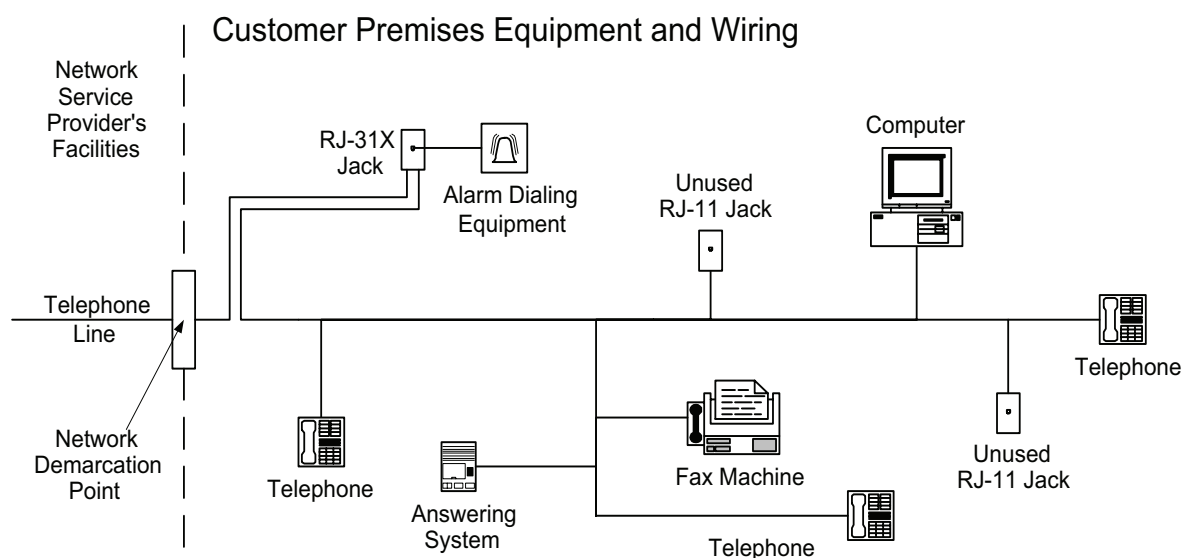 Customer Premises Equipment and Wiring
Network
Service
Provider's
Facilities
RJ-31X
Jack
Alarm Dialing
Equipment
Unused
RJ-11 Jack
Computer
Telephone
Line
Telephone
Network
Demarcation
Point
Telephone
Answering
System
Fax Machine
Telephone
Unused
RJ-11 Jack